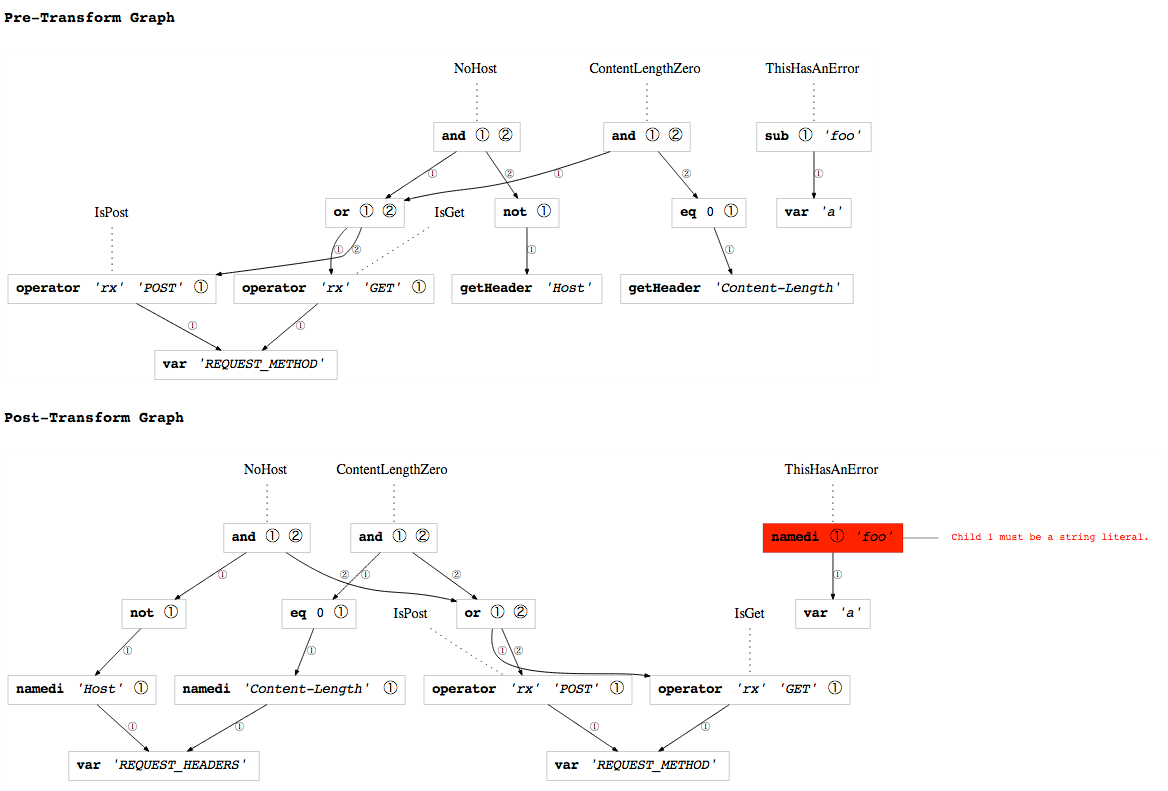 Pre-Transform Graph
NoHost ContentLengthZero ThisHasAnError
and ① ② and ① ② sub ① 'foo'
① ② ① ② ①
IsPost or ① ② IsGet not ① eq 0 ① var 'a'
① ② ① ①
operator 'rx' 'POST' ① operator 'rx' 'GET' ① getHeader 'Host' getHeader 'Content-Length'
① ①
var 'REQUEST_METHOD'
Post-Transform Graph
NoHost ContentLengthZero ThisHasAnError
and ① ② and ① ② namedi ① 'foo' Child 1 must be a string literal.
① ② ① ② ①
not ① eq 0 ① IsPost or ① ② IsGet var 'a'
① ① ① ②
namedi 'Host' ① namedi 'Content-Length' ① operator 'rx' 'POST' ① operator 'rx' 'GET' ①
① ① ① ①
var 'REQUEST_HEADERS' var 'REQUEST_METHOD'